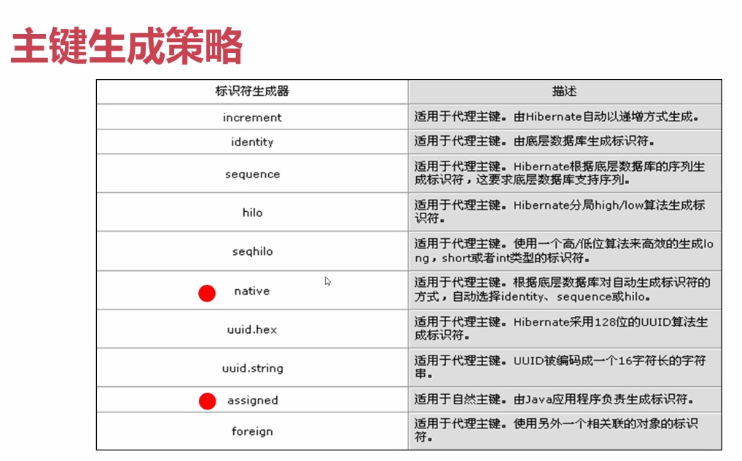 主键生成策略
标识符生成器 描述
increment 适用于代理主键。由Hibernate自动以递增方式生成。
identity 适用于代理主键。由底层数据库生成标识符。
sequence 适用于代理主键。Hibernate根据底层数据库的序列生
成标识符，这要求底层数据库支持序列。
hilo 适用于代理主键。Hibernate分局high/low算法生成标
识符。
seqhilo 适用于代理主键。使用一个高/低位算法来高效的生成lo
ng，short或者int类型的标识符。
native 适用于代理主键。根据底层数据库对自动生成标识符的
方式，自动选择identity、sequence或hilo。
uuid.hex 适用于代理主键。Hibernate采用128位的UUID算法生
成标识符。
uuid.string 适用于代理主键。UUID被编码成一个16字符长的字符
串。
assigned 适用于自然主键。由Java应用程序负责生成标识符。
foreign 适用于代理主键。使用另外一个相关联的对象的标识
符。